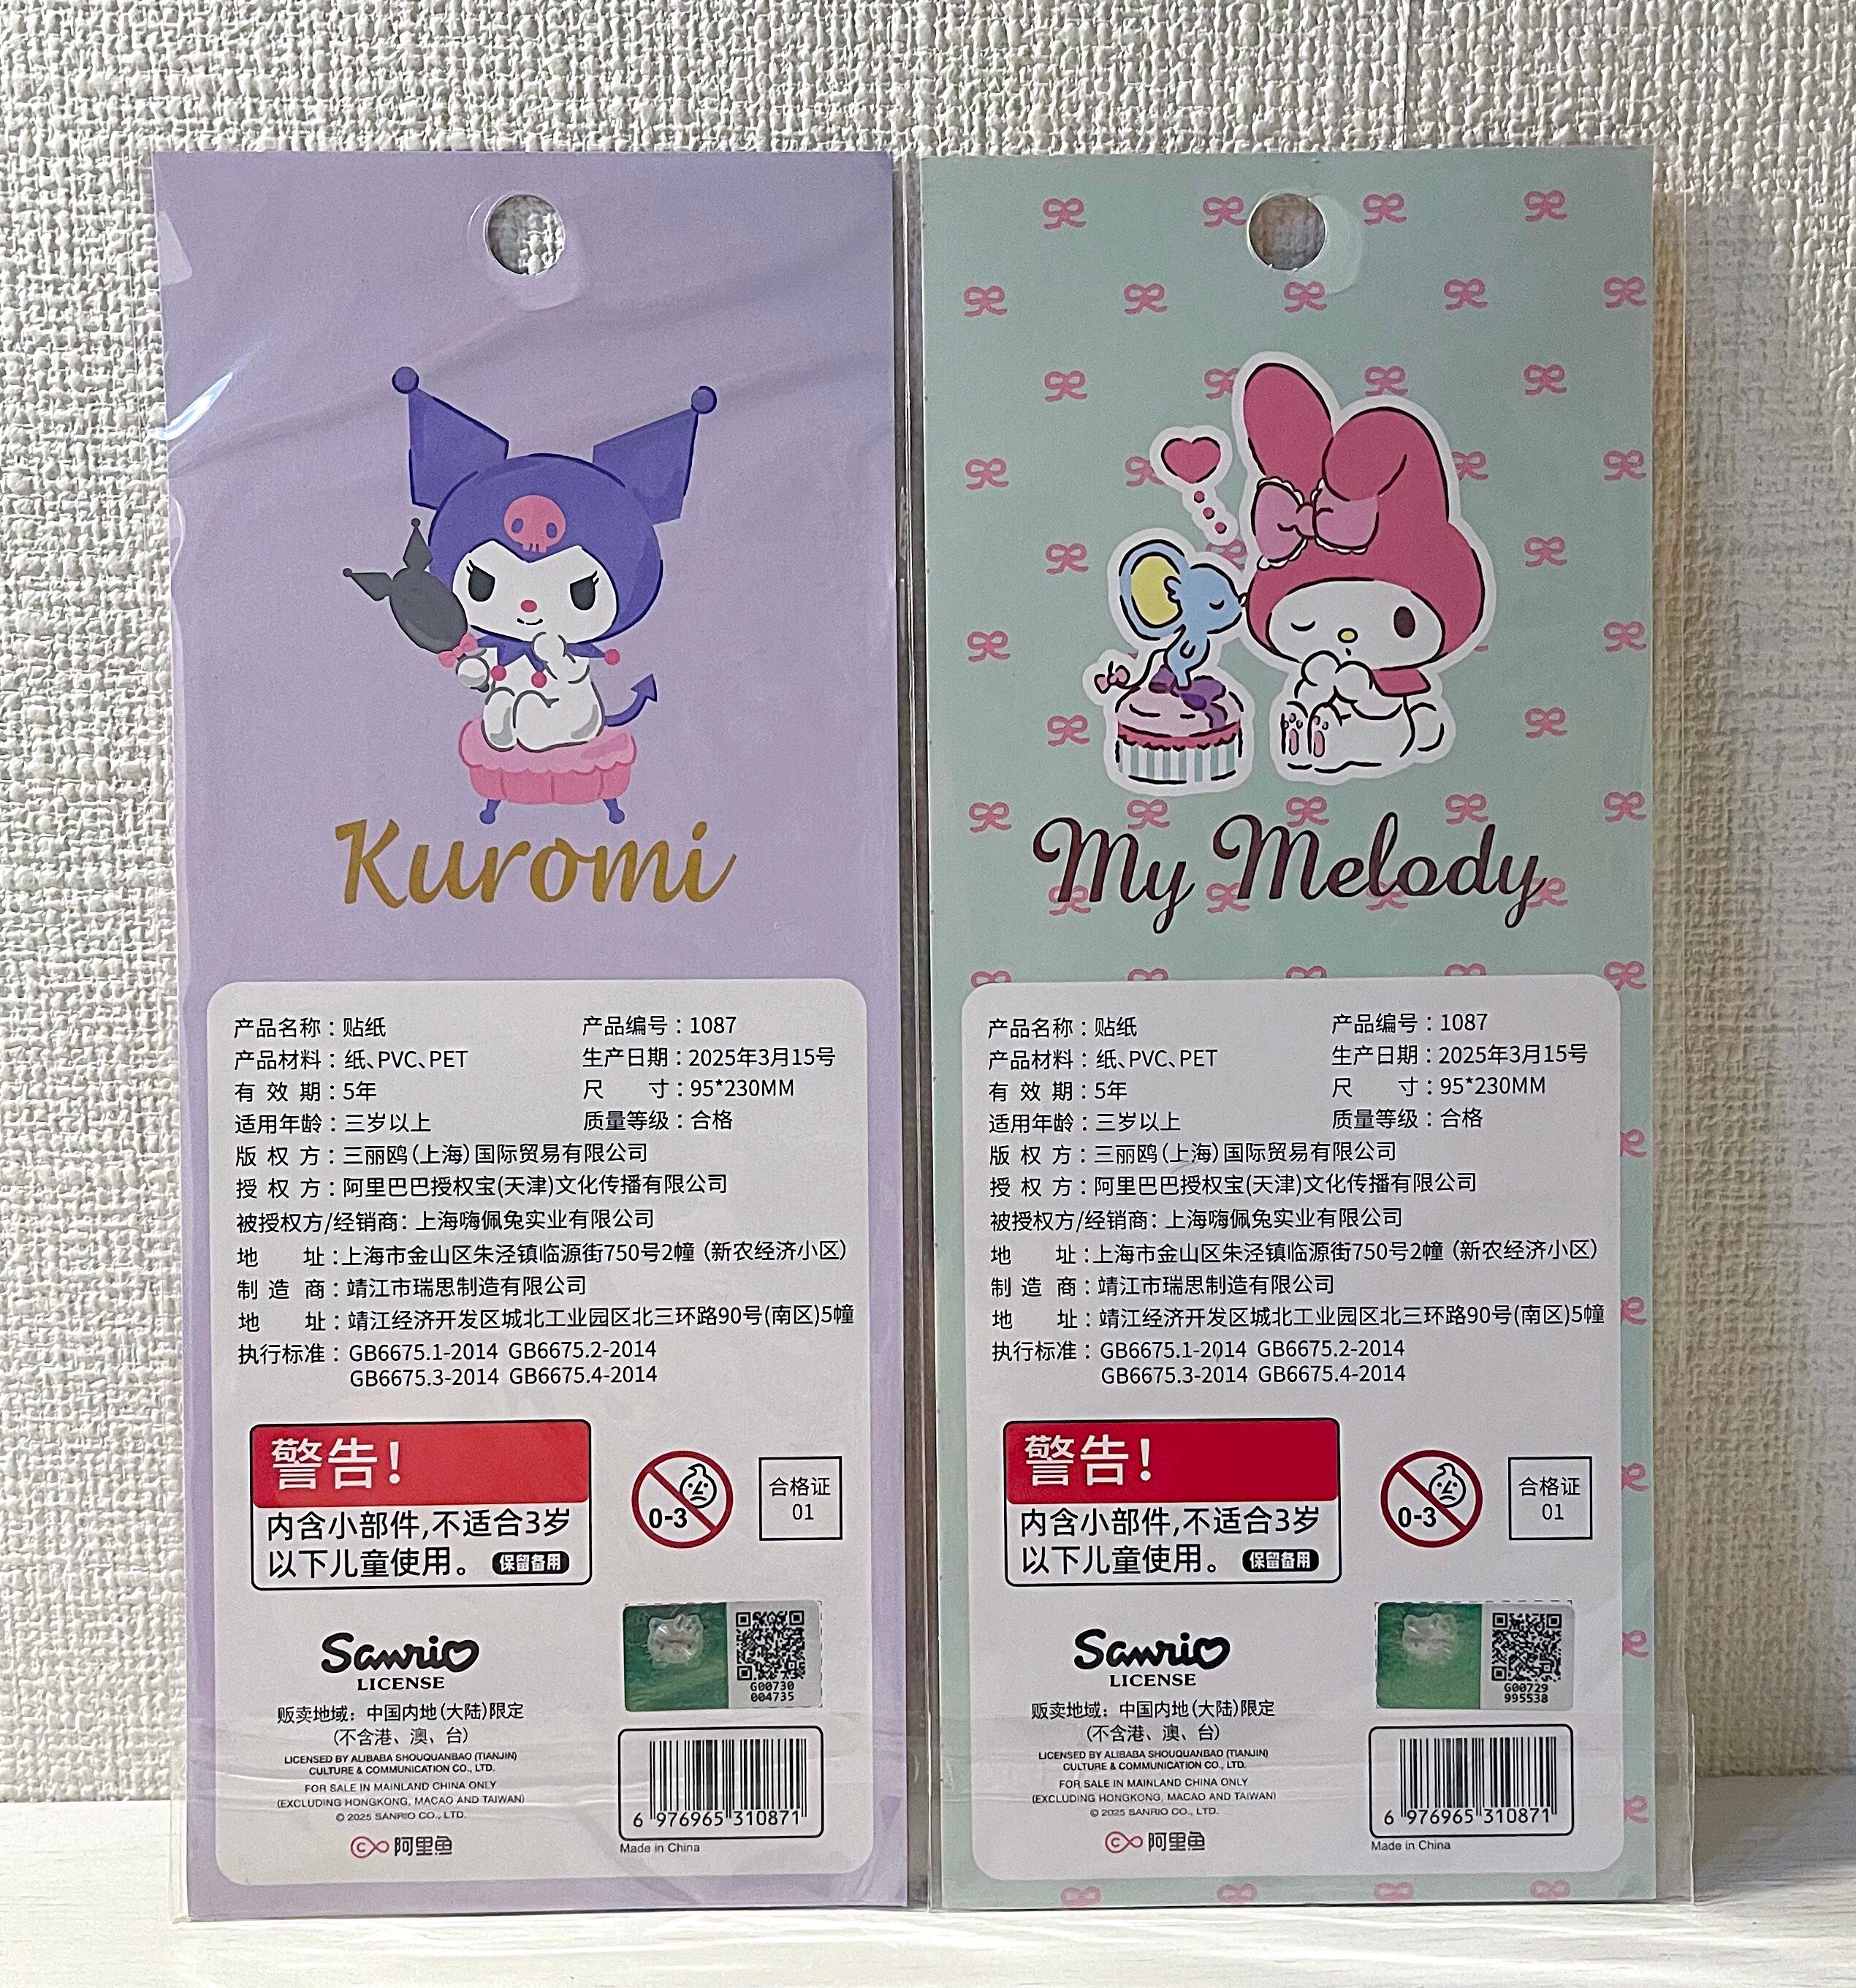 Kuromi
产品名称：贴纸 产品编号：1087
产品材料：纸、PVC、PET 生产日期：2025年3月15号
有效期：5年 尺寸：95*230MM
适用年龄：三岁以上 质量等级：合格
版权方：三丽鸥(上海)国际贸易有限公司
授权方：阿里巴巴授权宝(天津)文化传播有限公司
被授权方/经销商：上海嗨佩兔实业有限公司
地址：上海市金山区朱泾镇临源街750号2幢（新农经济小区）
制造商：靖江市瑞思制造有限公司
地址：靖江经济开发区城北工业园区北三环路90号(南区)5幢
执行标准：GB6675.1-2014 GB6675.2-2014
GB6675.3-2014 GB6675.4-2014
警告！
内含小部件,不适合3岁
以下儿童使用。 保留备用
0-3
合格证
01
Sanrio
LICENSE
贩卖地域：中国内地(大陆)限定
(不含港、澳、台)
LICENSED BY ALIBABA SHOUQUANBAO (TIANJIN)
CULTURE & COMMUNICATION CO., LTD.
FOR SALE IN MAINLAND CHINA ONLY
(EXCLUDING HONGKONG, MACAO AND TAIWAN)
© 2025 SANRIO CO., LTD.
阿里鱼
G00730
004735
6 976965 310871
Made in China
My Melody
产品名称：贴纸 产品编号：1087
产品材料：纸、PVC、PET 生产日期：2025年3月15号
有效期：5年 尺寸：95*230MM
适用年龄：三岁以上 质量等级：合格
版权方：三丽鸥(上海)国际贸易有限公司
授权方：阿里巴巴授权宝(天津)文化传播有限公司
被授权方/经销商：上海嗨佩兔实业有限公司
地址：上海市金山区朱泾镇临源街750号2幢（新农经济小区）
制造商：靖江市瑞思制造有限公司
地址：靖江经济开发区城北工业园区北三环路90号(南区)5幢
执行标准：GB6675.1-2014 GB6675.2-2014
GB6675.3-2014 GB6675.4-2014
警告！
内含小部件,不适合3岁
以下儿童使用。 保留备用
0-3
合格证
01
Sanrio
LICENSE
贩卖地域：中国内地(大陆)限定
(不含港、澳、台)
LICENSED BY ALIBABA SHOUQUANBAO (TIANJIN)
CULTURE & COMMUNICATION CO., LTD.
FOR SALE IN MAINLAND CHINA ONLY
(EXCLUDING HONGKONG, MACAO AND TAIWAN)
© 2025 SANRIO CO., LTD.
阿里鱼
G00729
995538
6 976965 310871
Made in China